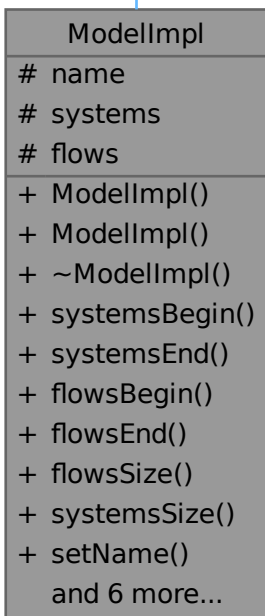 ModelImpl
# name
# systems
# flows
+ ModelImpl()
+ ModelImpl()
+ ~ModelImpl()
+ systemsBegin()
+ systemsEnd()
+ flowsBegin()
+ flowsEnd()
+ flowsSize()
+ systemsSize()
+ setName()
and 6 more...